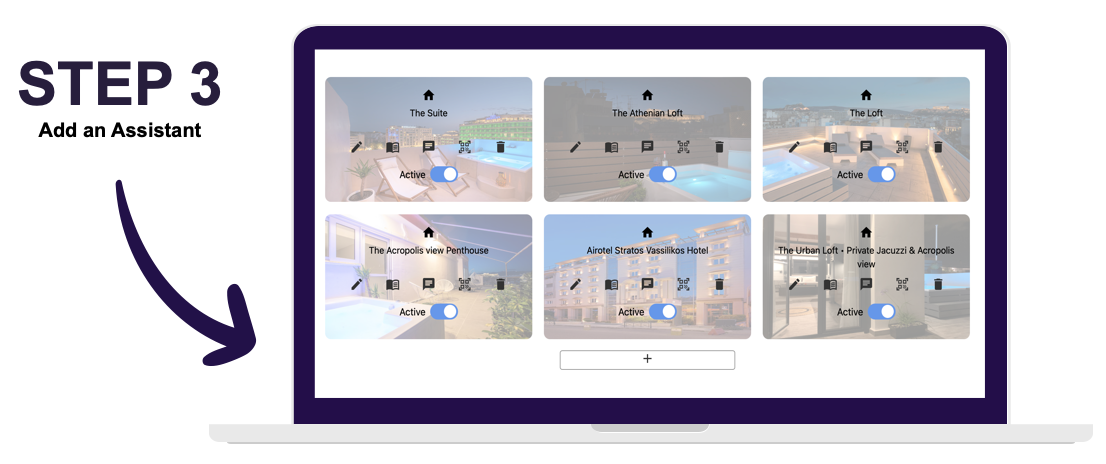 STEP 3
Add an Assistant
The Suite
Active
The Athenian Loft
Active
The Loft
Active
The Acropolis view Penthouse
Active
Airotel Stratos Vassilikos Hotel
Active
The Urban Loft • Private Jacuzzi & Acropolis
view
Active
+